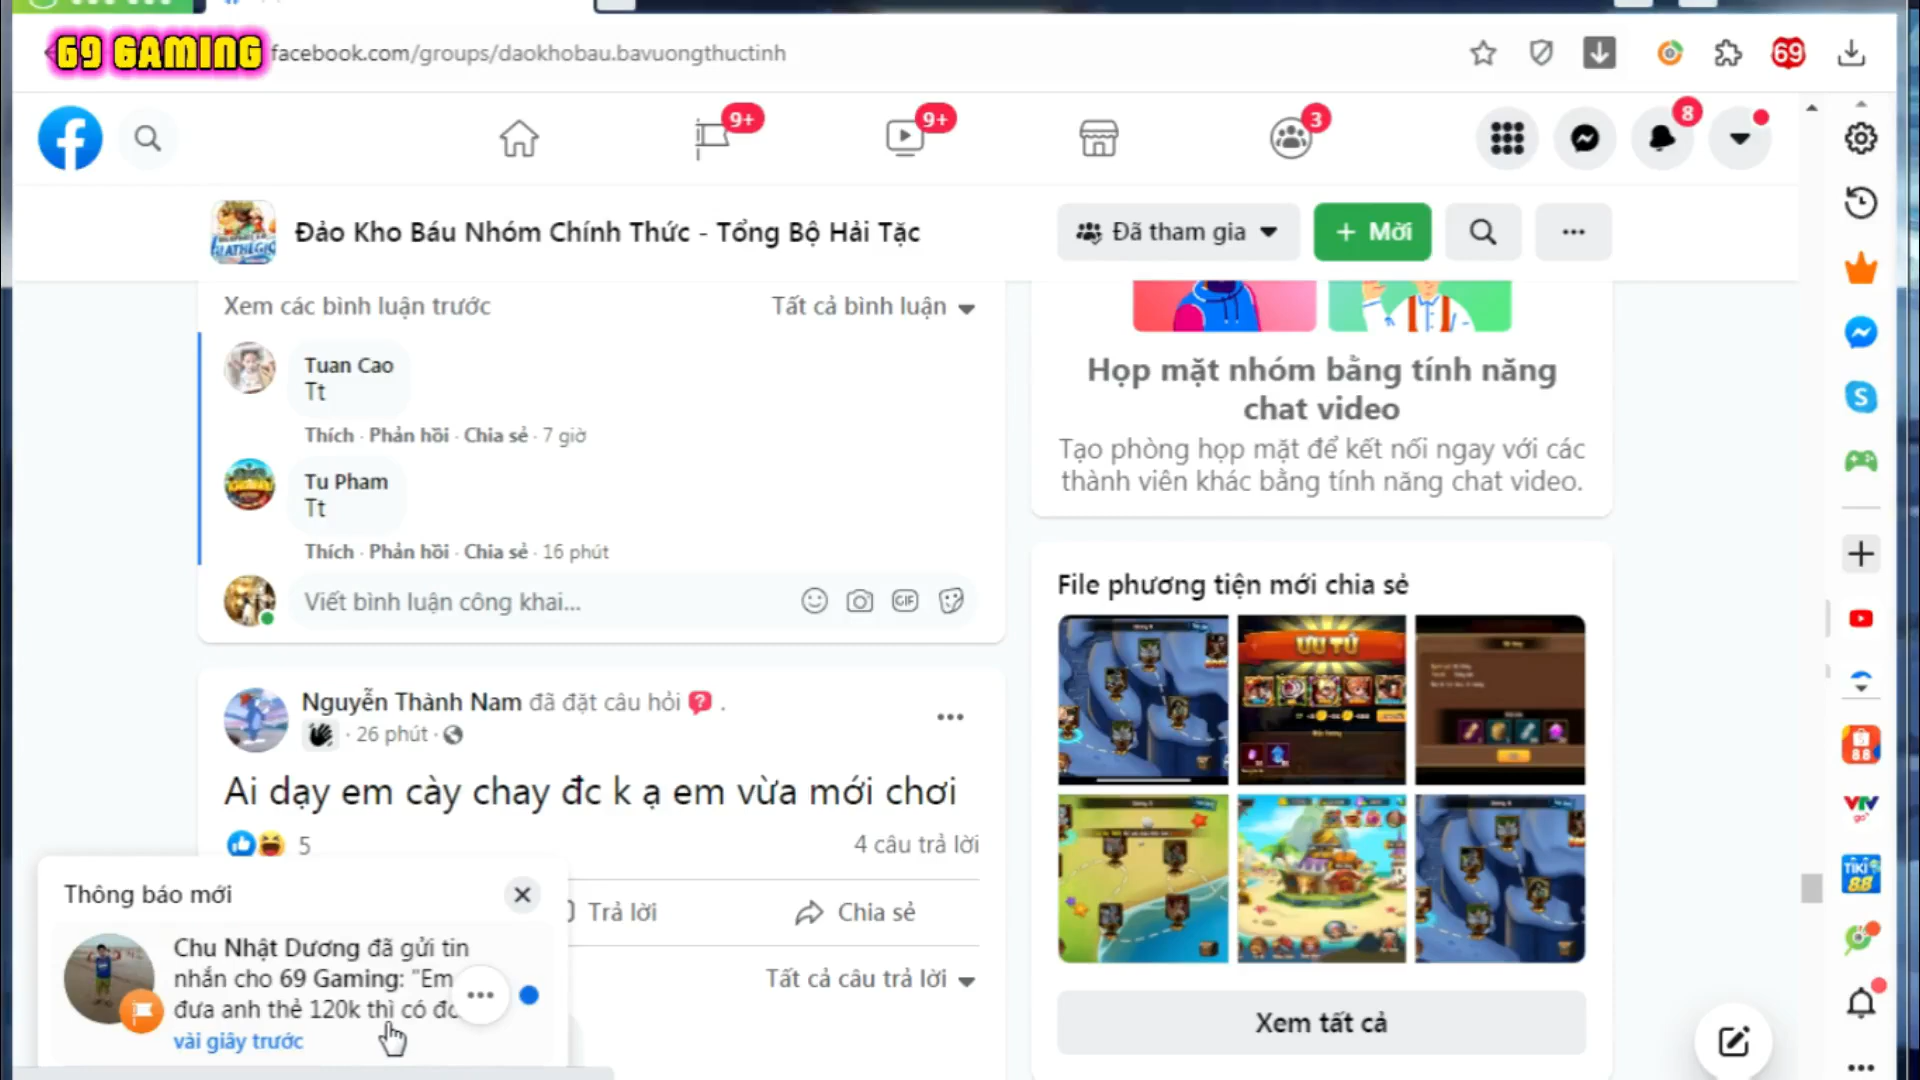 69 GAMING
facebook.com/groups/daokhobau.bavuongthuctinh
69
9+
9+
3
8
Đảo Kho Báu Nhóm Chính Thức - Tổng Bộ Hải Tặc
Đã tham gia
+ Mời
Xem các bình luận trước
Tất cả bình luận
Tuan Cao
Tt
Thích · Phản hồi · Chia sẻ · 7 giờ
Tu Pham
Tt
Thích · Phản hồi · Chia sẻ · 16 phút
Viết bình luận công khai...
GIF
Nguyễn Thành Nam đã đặt câu hỏi ? .
· 26 phút ·
Ai dạy em cày chay đc k ạ em vừa mới chơi
5
4 câu trả lời
Trả lời
Chia sẻ
Tất cả câu trả lời
Thông báo mới
Chu Nhật Dương đã gửi tin
nhắn cho 69 Gaming: "Em
đưa anh thẻ 120k thì có
vài giây trước
Họp mặt nhóm bằng tính năng
chat video
Tạo phòng họp mặt để kết nối ngay với các
thành viên khác bằng tính năng chat video.
File phương tiện mới chia sẻ
ƯU TÚ
Xem tất cả
S
8.8
VTV
go
TIKI
88